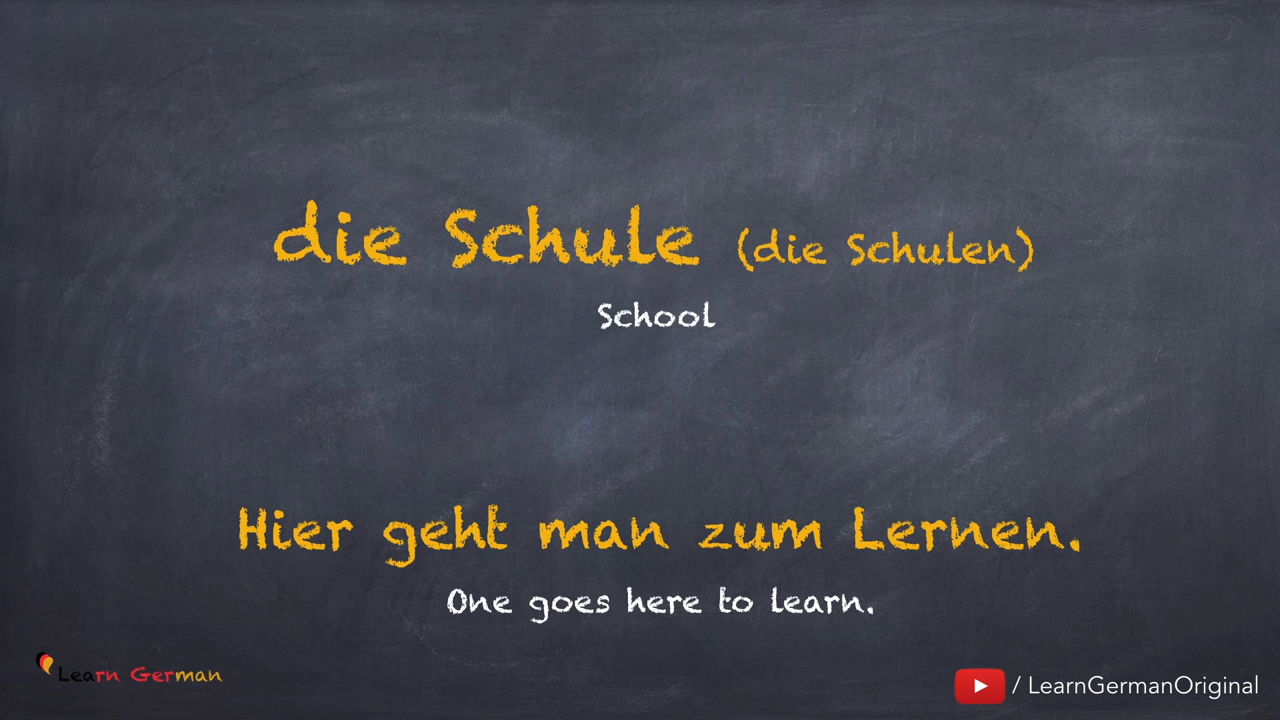 die Schule (die Schulen)
School
Hier geht man zum Lernen.
One goes here to learn.
Learn German
/ LearnGermanOriginal